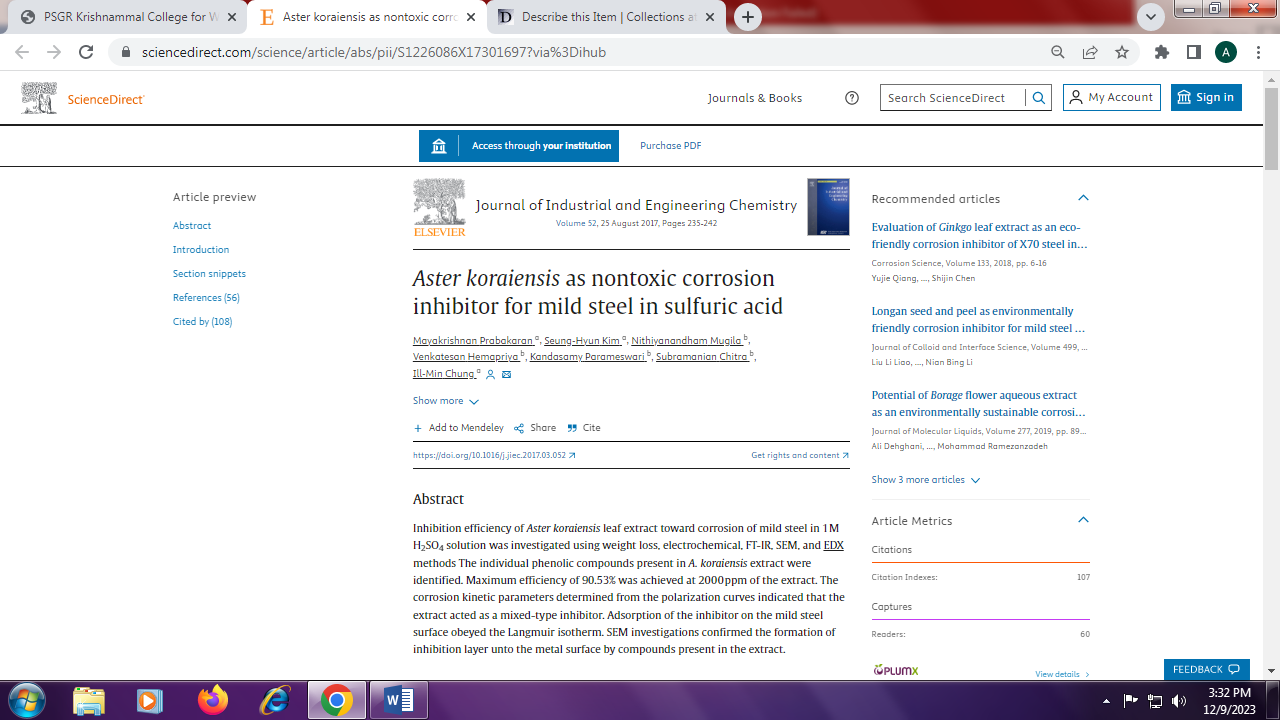 PSGR Krishnammal College for W
Aster koraiensis as nontoxic corro
Describe this Item | Collections at
sciencedirect.com/science/article/abs/pii/S1226086X17301697?via%3Dihub
A
ScienceDirect
Journals & Books
Search ScienceDirect
My Account
Sign in
Access through your institution
Purchase PDF
Article preview
Abstract
Introduction
Section snippets
References (56)
Cited by (108)
ELSEVIER
Journal of Industrial and Engineering Chemistry
Volume 52, 25 August 2017, Pages 235-242
Aster koraiensis as nontoxic corrosion
inhibitor for mild steel in sulfuric acid
Mayakrishnan Prabakaran a, Seung-Hyun Kim a, Nithiyanandham Mugila b,
Venkatesan Hemapriya b, Kandasamy Parameswari b, Subramanian Chitra b,
Ill-Min Chung a
Show more
Add to Mendeley
Share
Cite
https://doi.org/10.1016/j.jiec.2017.03.052
Get rights and content
Abstract
Inhibition efficiency of Aster koraiensis leaf extract toward corrosion of mild steel in 1 M
H₂SO₄ solution was investigated using weight loss, electrochemical, FT-IR, SEM, and EDX
methods The individual phenolic compounds present in A. koraiensis extract were
identified. Maximum efficiency of 90.53% was achieved at 2000 ppm of the extract. The
corrosion kinetic parameters determined from the polarization curves indicated that the
extract acted as a mixed-type inhibitor. Adsorption of the inhibitor on the mild steel
surface obeyed the Langmuir isotherm. SEM investigations confirmed the formation of
inhibition layer unto the metal surface by compounds present in the extract.
Recommended articles
Evaluation of Ginkgo leaf extract as an eco-
friendly corrosion inhibitor of X70 steel in…
Corrosion Science, Volume 133, 2018, pp. 6-16
Yujie Qiang, …, Shijin Chen
Longan seed and peel as environmentally
friendly corrosion inhibitor for mild steel …
Journal of Colloid and Interface Science, Volume 499, …
Liu Li Liao, …, Nian Bing Li
Potential of Borage flower aqueous extract
as an environmentally sustainable corrosi…
Journal of Molecular Liquids, Volume 277, 2019, pp. 89…
Ali Dehghani, …, Mohammad Ramezanzadeh
Show 3 more articles
Article Metrics
Citations
Citation Indexes: 107
Captures
Readers: 60
PLUMX
View details
FEEDBACK
3:32 PM
12/9/2023